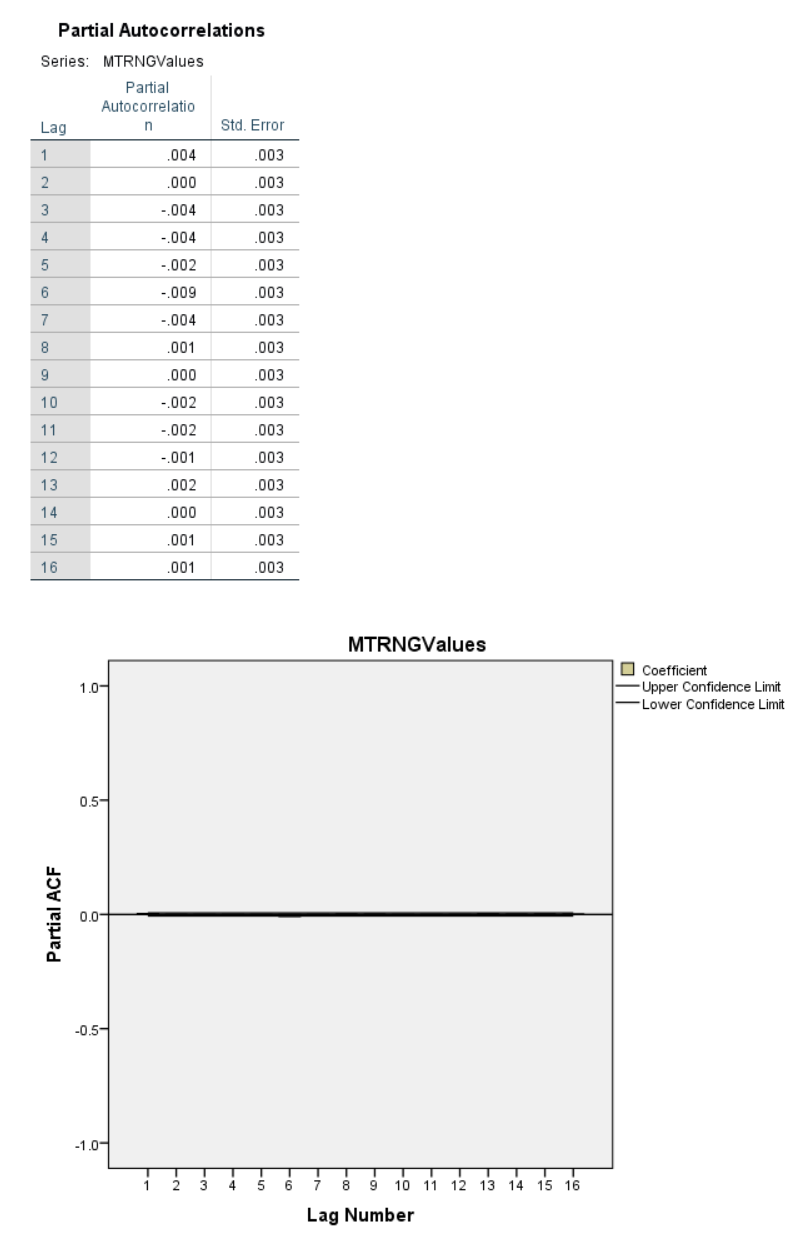 Partial Autocorrelations
Series: MTRNGValues
Lag Partial Autocorrelatio n Std. Error
1 .004 .003
2 .000 .003
3 -.004 .003
4 -.004 .003
5 -.002 .003
6 -.009 .003
7 -.004 .003
8 .001 .003
9 .000 .003
10 -.002 .003
11 -.002 .003
12 -.001 .003
13 .002 .003
14 .000 .003
15 .001 .003
16 .001 .003
MTRNGValues
Coefficient
Upper Confidence Limit
Lower Confidence Limit
Partial ACF
1.0
0.5
0.0
-0.5
-1.0
1 2 3 4 5 6 7 8 9 10 11 12 13 14 15 16
Lag Number